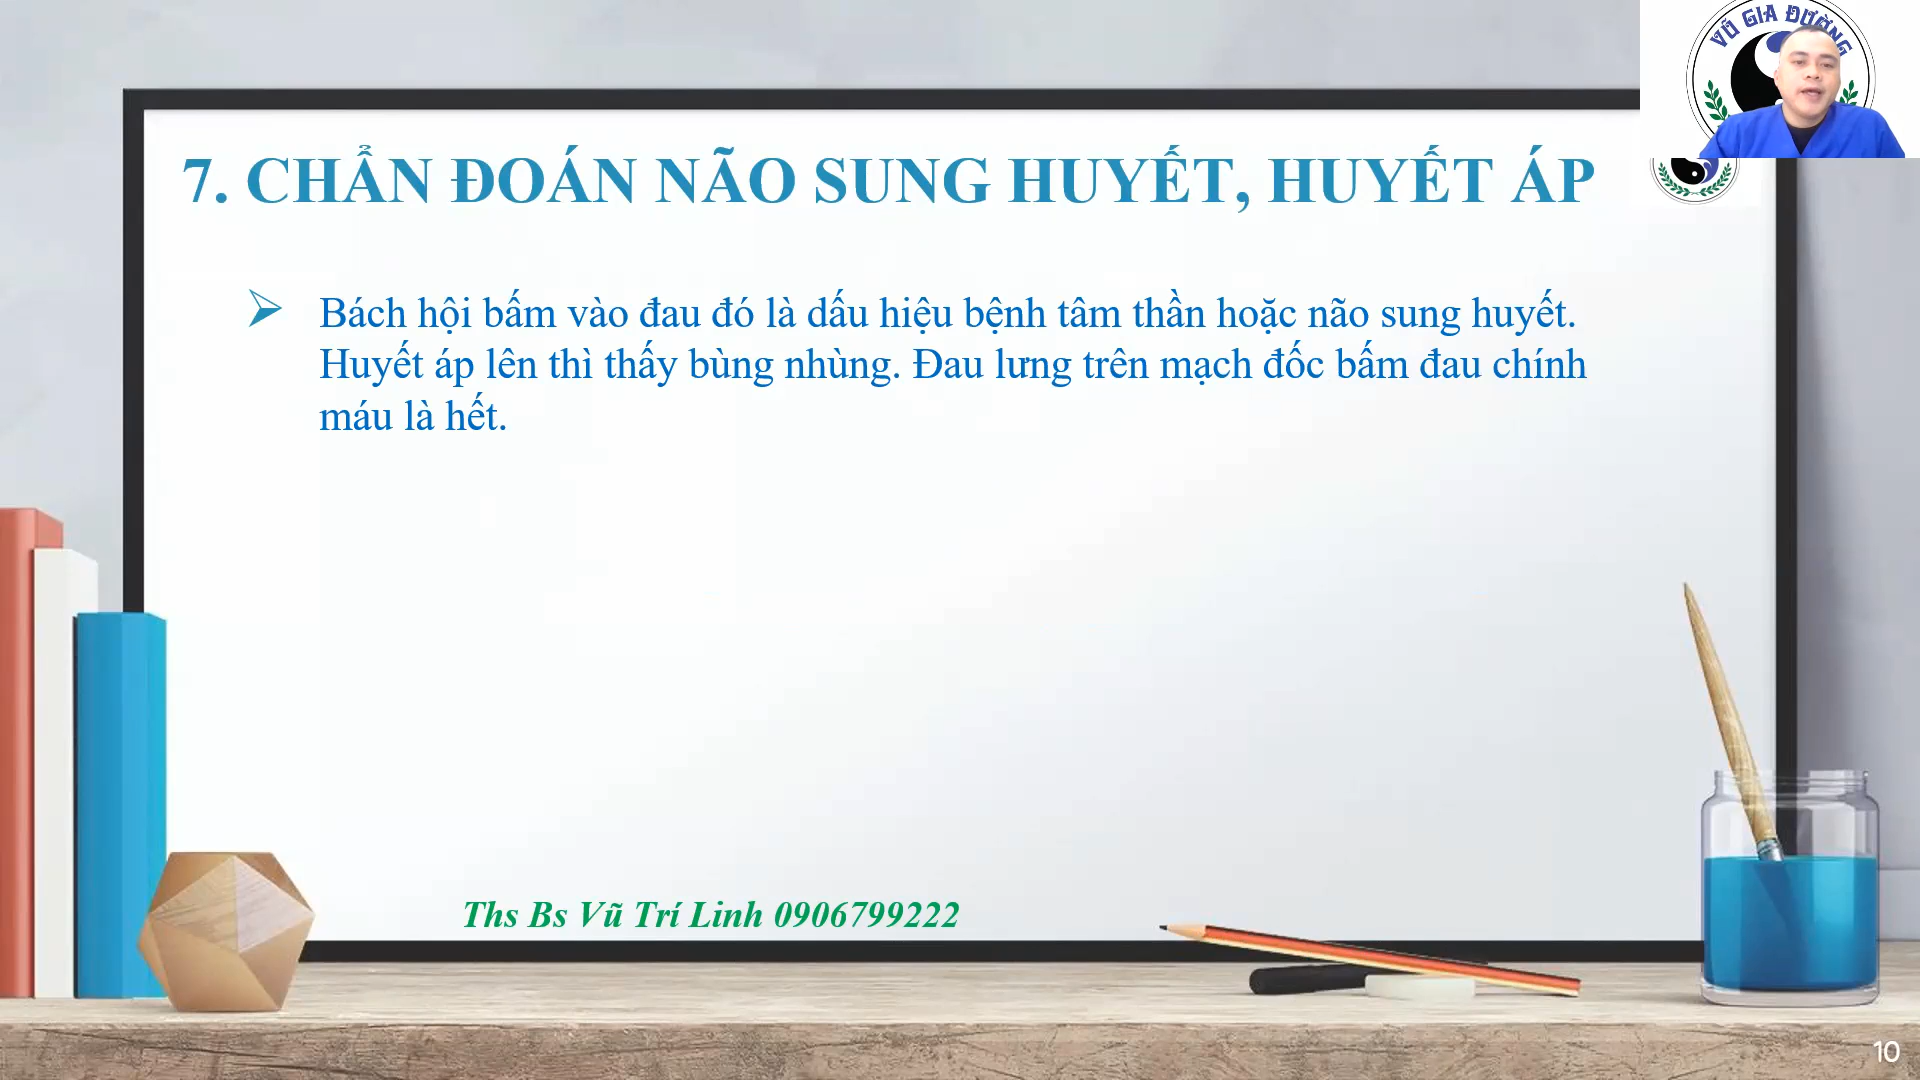 VŨ GIA ĐƯỜNG
7. CHẨN ĐOÁN NÃO SUNG HUYẾT, HUYẾT ÁP
Bách hội bấm vào đau đó là dấu hiệu bệnh tâm thần hoặc não sung huyết.
Huyết áp lên thì thấy bùng nhùng. Đau lưng trên mạch đốc bấm đau chính
máu là hết.
Ths Bs Vũ Trí Linh 0906799222
10